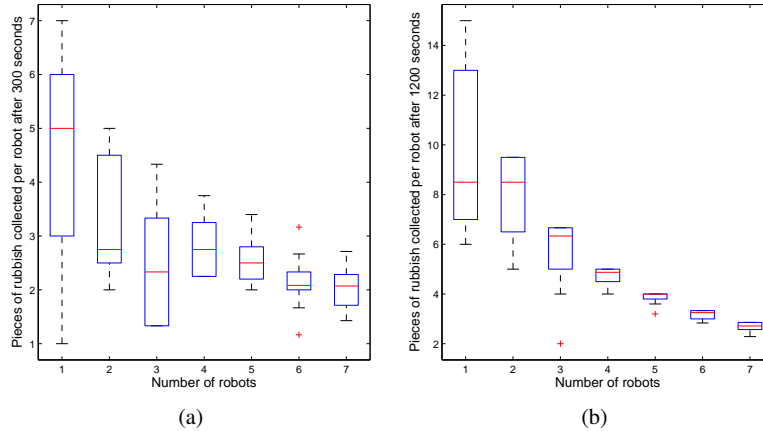 Pieces of rubbish collected per robot after 300 seconds
7
6
5
4
3
2
1
1 2 3 4 5 6 7
Number of robots
(a)
Pieces of rubbish collected per robot after 1200 seconds
14
12
10
8
6
4
2
1 2 3 4 5 6 7
Number of robots
(b)